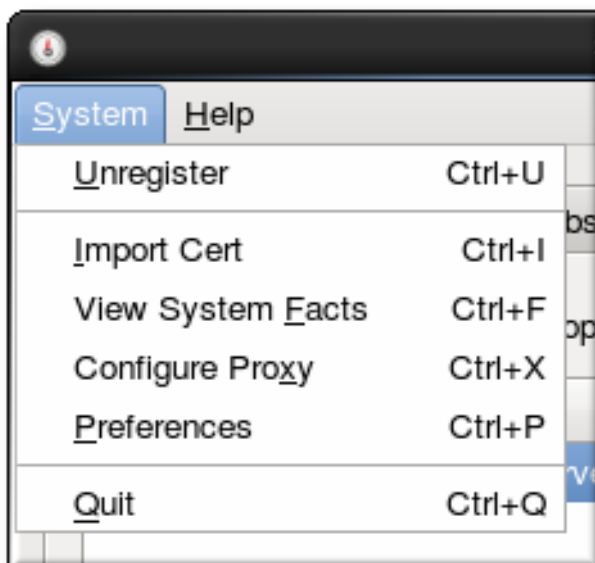 System Help
Unregister Ctrl+U
Import Cert Ctrl+I
View System Facts Ctrl+F
Configure Proxy Ctrl+X
Preferences Ctrl+P
Quit Ctrl+Q